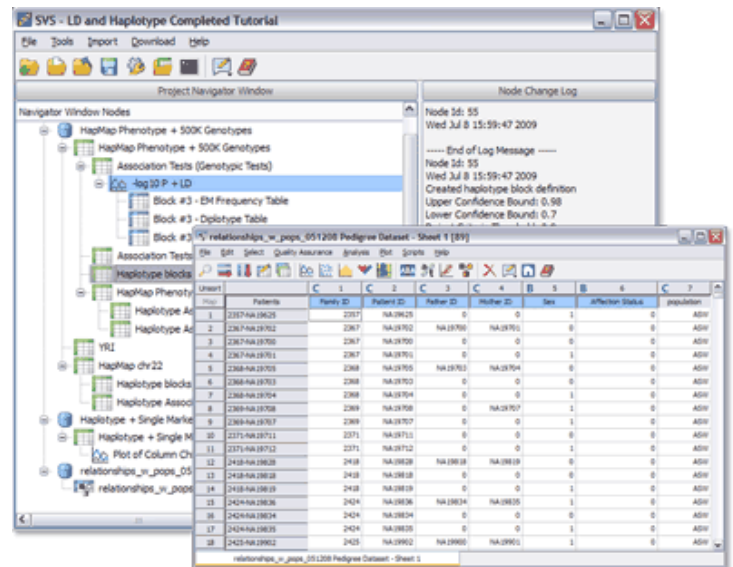 SVS - LD and Haplotype Completed Tutorial
File Tools Import Download Help
Project Navigator Window
Node Change Log
Navigator Window Nodes
HapMap Phenotype + 500K Genotypes
HapMap Phenotype + 500K Genotypes
Association Tests (Genotypic Tests)
-log10 P + LD
Block #3 - EM Frequency Table
Block #3 - Diplotype Table
Block #3
Association Tests
Haplotype blocks
HapMap Phenoty
Haplotype As
Haplotype As
YRI
HapMap chr22
Haplotype blocks
Haplotype Assoc
Haplotype + Single Marke
Haplotype + Single M
Plot of Column Ch
relationships_w_pops_05
relationships_w_pops
Node Id: 55
Wed Jul 8 15:59:47 2009
----- End of Log Message -----
Node Id: 55
Wed Jul 8 15:59:47 2009
Created haplotype block definition
Upper Confidence Bound: 0.98
Lower Confidence Bound: 0.7
relationships_w_pops_051208 Pedigree Dataset - Sheet 1 [89]
File Edit Select Quality Assurance Analysis Plot Scripts Help
Unsort C 1 C 2 C 3 C 4 B 5 B 6 C 7
Map Patients Family ID Patient ID Father ID Mother ID Sex Affection Status population
1 2357-NA19625 2357 NA19625 0 0 1 0 ASW
2 2367-NA19702 2367 NA19702 NA19700 NA19701 0 0 ASW
3 2367-NA19700 2367 NA19700 0 0 0 0 ASW
4 2367-NA19701 2367 NA19701 0 0 1 0 ASW
5 2368-NA19705 2368 NA19705 NA19703 NA19704 0 0 ASW
6 2368-NA19703 2368 NA19703 0 0 0 0 ASW
7 2368-NA19704 2368 NA19704 0 0 1 0 ASW
8 2369-NA19708 2369 NA19708 0 NA19707 1 0 ASW
9 2369-NA19707 2369 NA19707 0 0 1 0 ASW
10 2371-NA19711 2371 NA19711 0 0 0 0 ASW
11 2371-NA19712 2371 NA19712 0 0 1 0 ASW
12 2418-NA19828 2418 NA19828 NA19818 NA19819 0 0 ASW
13 2418-NA19818 2418 NA19818 0 0 0 0 ASW
14 2418-NA19819 2418 NA19819 0 0 1 0 ASW
15 2424-NA19836 2424 NA19836 NA19834 NA19835 1 0 ASW
16 2424-NA19834 2424 NA19834 0 0 0 0 ASW
17 2424-NA19835 2424 NA19835 0 0 1 0 ASW
18 2425-NA19902 2425 NA19902 NA19900 NA19901 1 0 ASW
relationships_w_pops_051208 Pedigree Dataset - Sheet 1